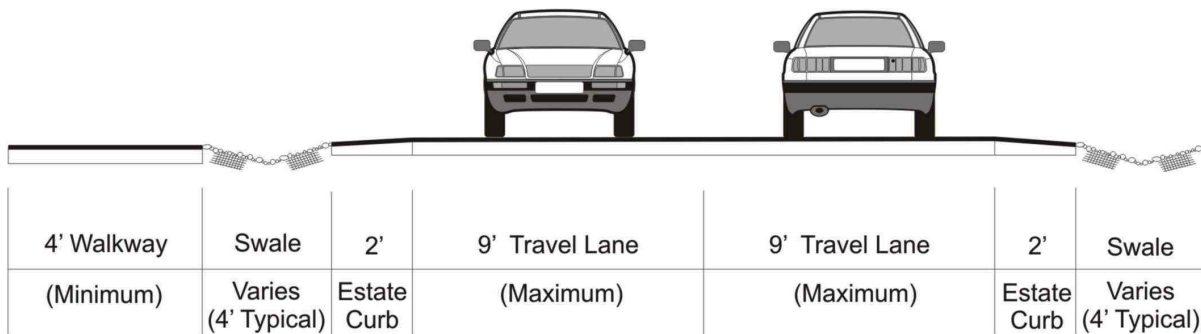 4’ Walkway Swale 2’ 9’ Travel Lane 9’ Travel Lane 2’ Swale
(Minimum) Varies Estate (Maximum) (Maximum) Estate Varies
(4’ Typical) Curb Curb (4’ Typical)